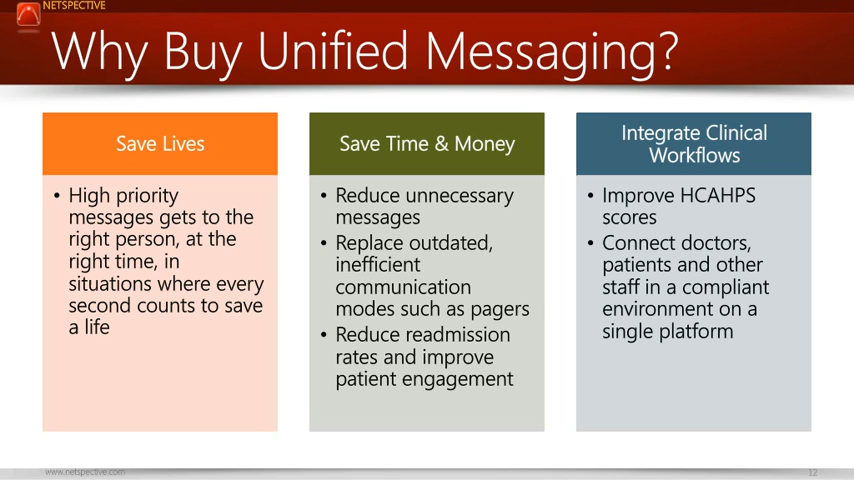 NETSPECTIVE
Why Buy Unified Messaging?
Save Lives
• High priority
messages gets to the
right person, at the
right time, in
situations where every
second counts to save
a life
Save Time & Money
• Reduce unnecessary
messages
• Replace outdated,
inefficient
communication
modes such as pagers
• Reduce readmission
rates and improve
patient engagement
Integrate Clinical
Workflows
• Improve HCAHPS
scores
• Connect doctors,
patients and other
staff in a compliant
environment on a
single platform
www.netspective.com
12